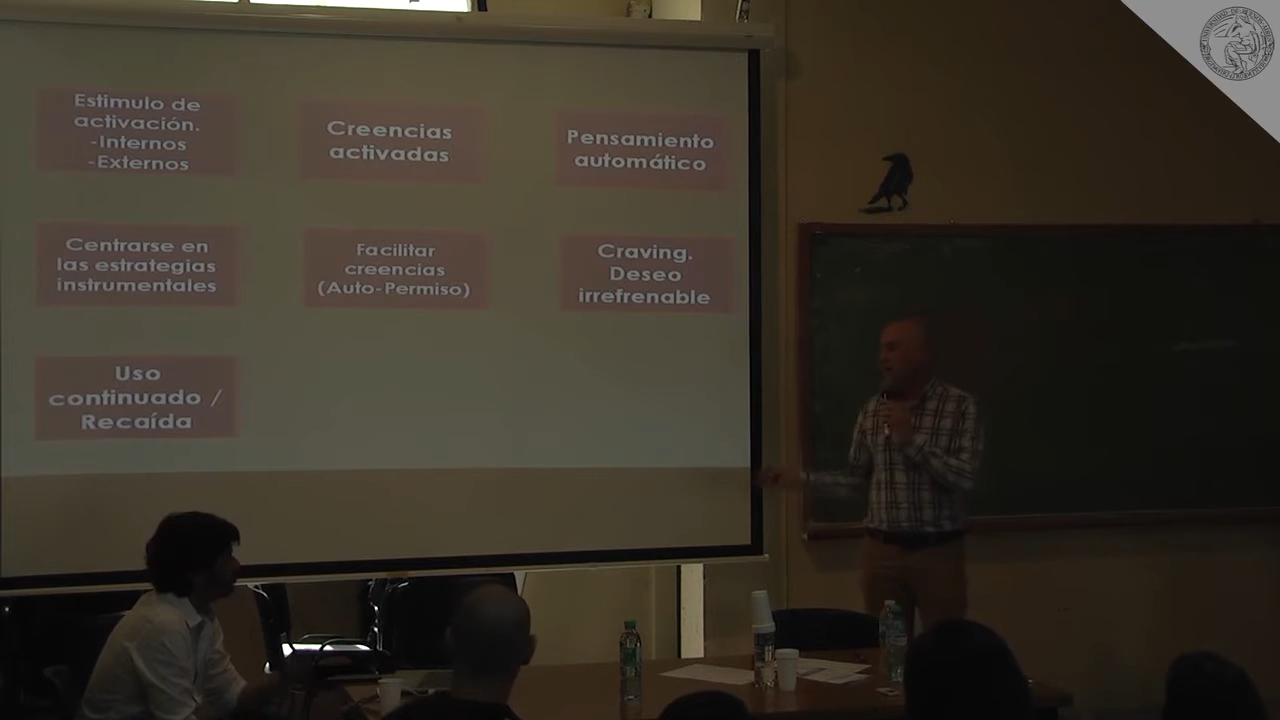 Estimulo de
activación.
-Internos
-Externos
Creencias
activadas
Pensamiento
automático
Centrarse en
las estrategias
instrumentales
Facilitar
creencias
(Auto-Permiso)
Craving.
Deseo
irrefrenable
Uso
continuado /
Recaída